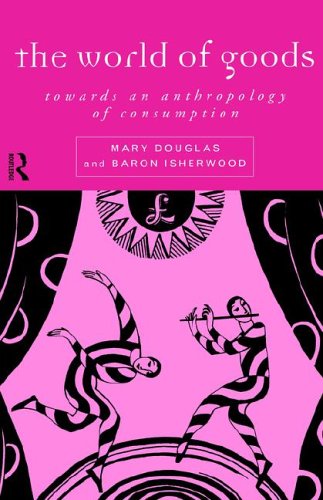 the world of goods
towards an anthropology
of consumption
MARY DOUGLAS
and BARON ISHERWOOD
ROUTLEDGE
£